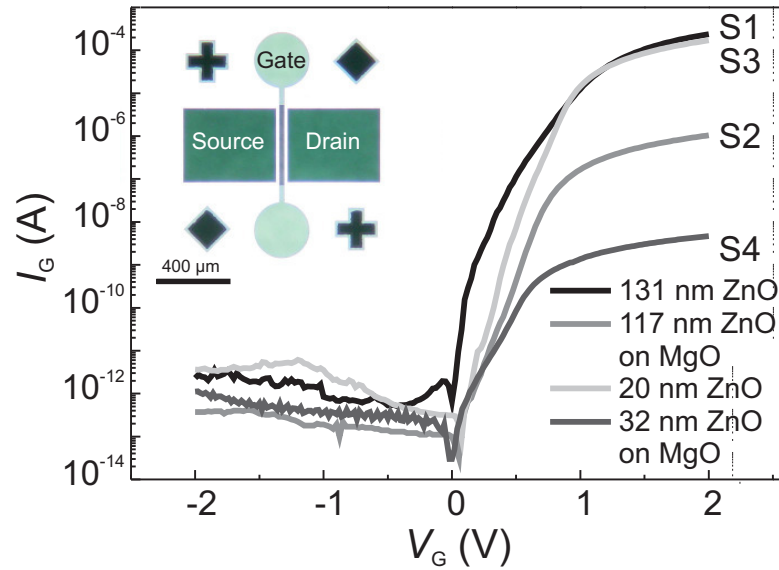 10⁻⁴
10⁻⁶
10⁻⁸
10⁻¹⁰
10⁻¹²
10⁻¹⁴
I_G (A)
Gate
Source
Drain
400 µm
S1
S3
S2
S4
131 nm ZnO
117 nm ZnO
on MgO
20 nm ZnO
32 nm ZnO
on MgO
-2 -1 0 1 2
V_G (V)